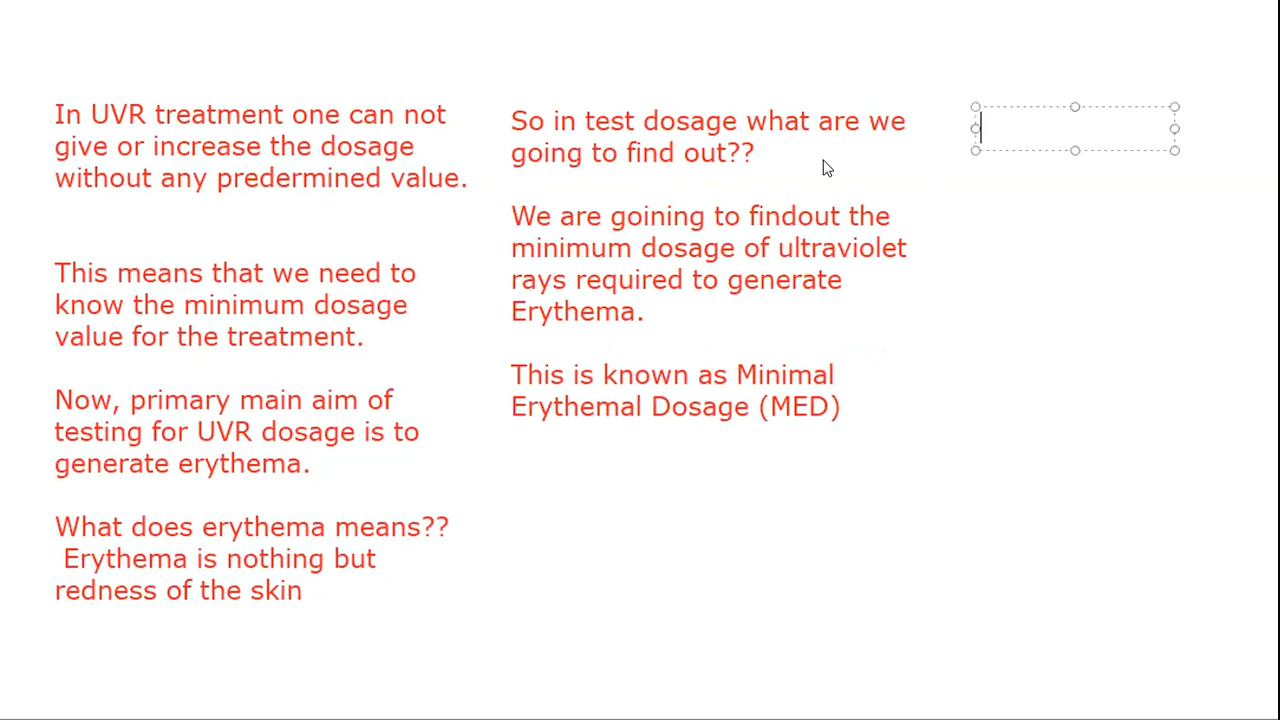 In UVR treatment one can not
give or increase the dosage
without any predermined value.
This means that we need to
know the minimum dosage
value for the treatment.
Now, primary main aim of
testing for UVR dosage is to
generate erythema.
What does erythema means??
Erythema is nothing but
redness of the skin
So in test dosage what are we
going to find out??
We are goining to findout the
minimum dosage of ultraviolet
rays required to generate
Erythema.
This is known as Minimal
Erythemal Dosage (MED)